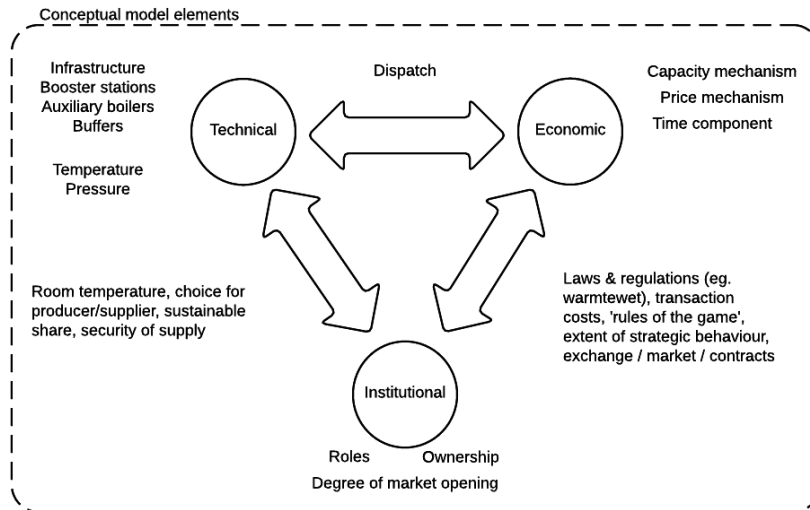 Conceptual model elements
Infrastructure
Booster stations
Auxiliary boilers
Buffers
Temperature
Pressure
Technical
Dispatch
Economic
Capacity mechanism
Price mechanism
Time component
Room temperature, choice for
producer/supplier, sustainable
share, security of supply
Laws & regulations (eg.
warmtewet), transaction
costs, 'rules of the game',
extent of strategic behaviour,
exchange / market / contracts
Institutional
Roles
Ownership
Degree of market opening